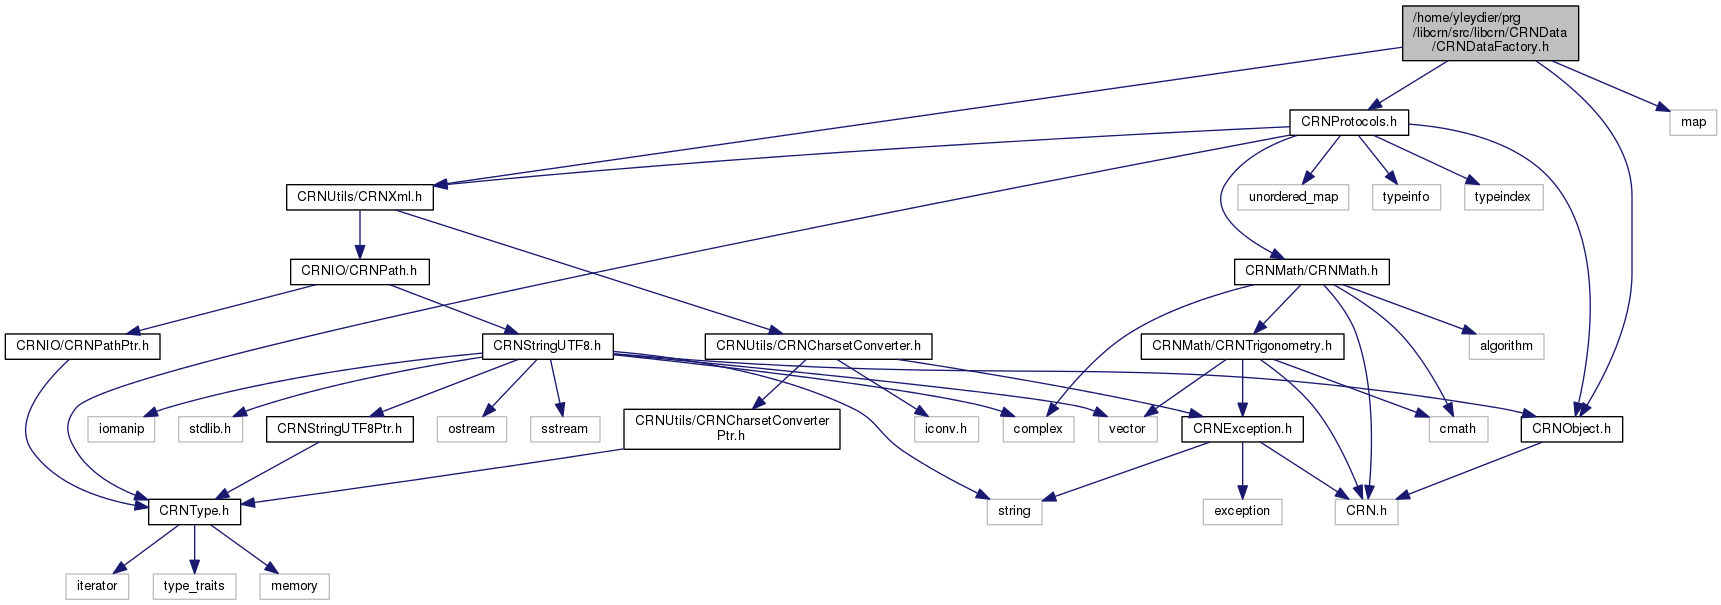 /home/yleydier/prg
/libcrn/src/libcrn/CRNData
/CRNDataFactory.h
CRNProtocols.h
map
CRNUtils/CRNXml.h
unordered_map
typeinfo
typeindex
CRNIO/CRNPath.h
CRNMath/CRNMath.h
CRNIO/CRNPathPtr.h
CRNStringUTF8.h
CRNUtils/CRNCharsetConverter.h
CRNMath/CRNTrigonometry.h
algorithm
iomanip
stdlib.h
CRNStringUTF8Ptr.h
ostream
sstream
CRNUtils/CRNCharsetConverter
Ptr.h
iconv.h
complex
vector
CRNException.h
cmath
CRNObject.h
CRNType.h
string
exception
CRN.h
iterator
type_traits
memory